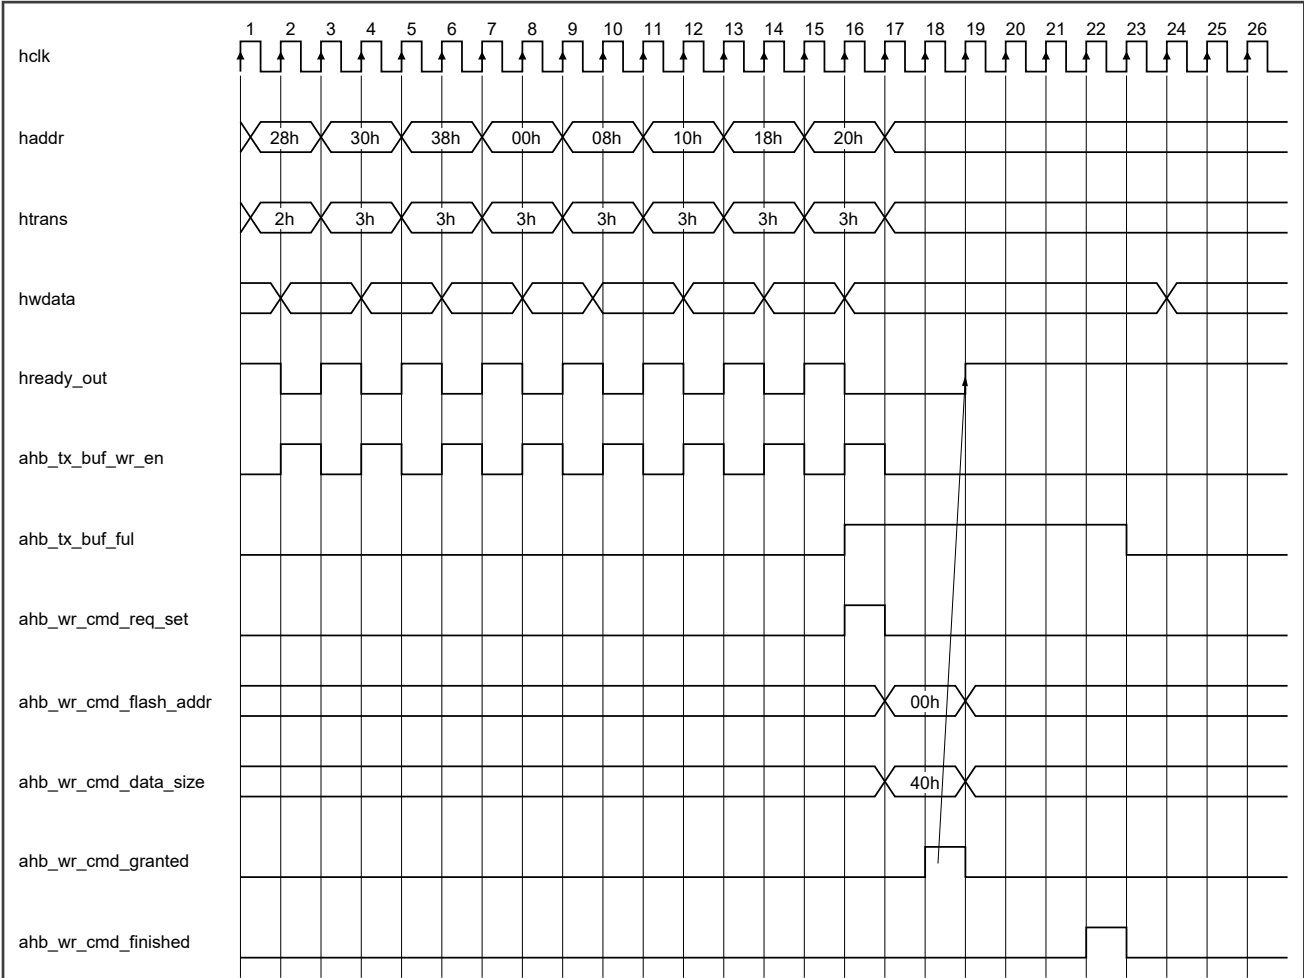 1 2 3 4 5 6 7 8 9 10 11 12 13 14 15 16 17 18 19 20 21 22 23 24 25 26
hclk
haddr 28h 30h 38h 00h 08h 10h 18h 20h
htrans 2h 3h 3h 3h 3h 3h 3h 3h
hwdata
hready_out
ahb_tx_buf_wr_en
ahb_tx_buf_ful
ahb_wr_cmd_req_set
ahb_wr_cmd_flash_addr 00h
ahb_wr_cmd_data_size 40h
ahb_wr_cmd_granted
ahb_wr_cmd_finished